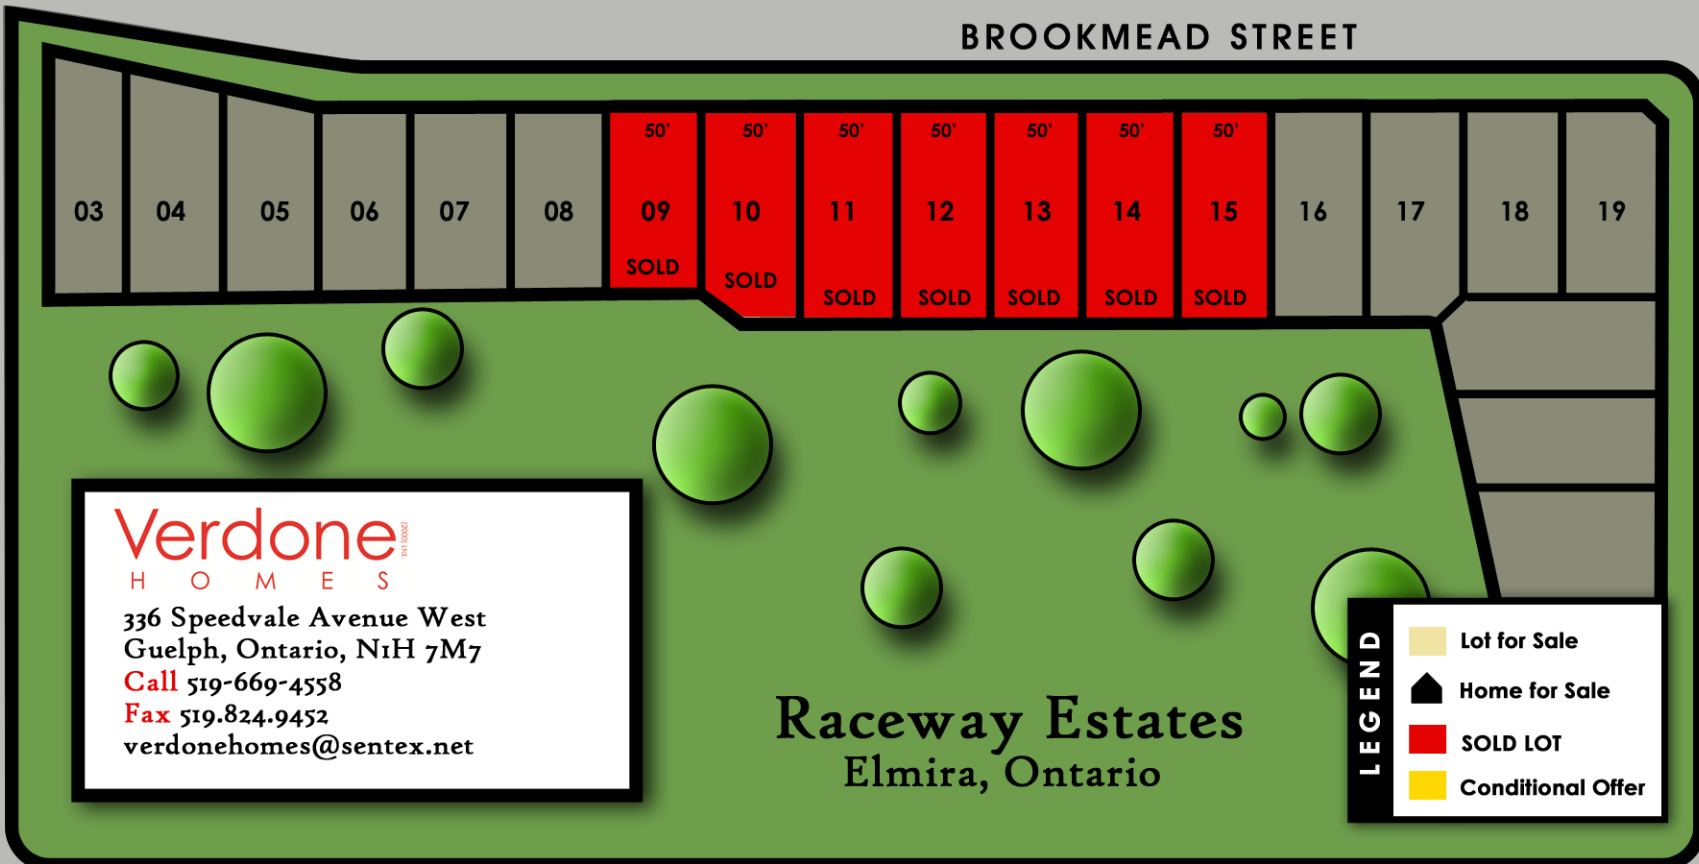 BROOKMEAD STREET
50' 50' 50' 50' 50' 50' 50'
03 04 05 06 07 08 09 10 11 12 13 14 15 16 17 18 19
SOLD SOLD SOLD SOLD SOLD SOLD SOLD
Verdone (2000) Ltd.
HOMES
336 Speedvale Avenue West
Guelph, Ontario, N1H 7M7
Call 519-669-4558
Fax 519.824.9452
verdonehomes@sentex.net
Raceway Estates
Elmira, Ontario
LEGEND
Lot for Sale
Home for Sale
SOLD LOT
Conditional Offer